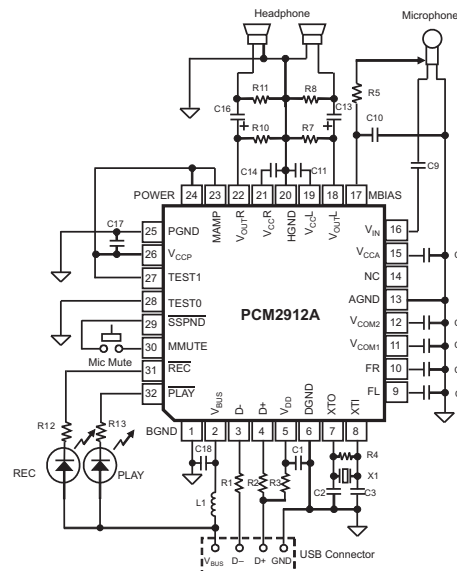 Headphone
Microphone
R11
R8
R5
C16
C13
C10
R10
R7
C9
C14
C11
POWER
24
23
22
21
20
19
18
17
MBIAS
MAMP
VOUTR
VCCR
HGND
VCCL
VOUTL
C17
25
PGND
VIN
16
26
VCCP
VCCA
15
27
TEST1
NC
14
28
TEST0
AGND
13
29
SSPND
PCM2912A
VCOM2
12
30
MMUTE
VCOM1
11
Mic Mute
31
REC
FR
10
32
PLAY
FL
9
VBUS
D-
D+
VDD
DGND
XTO
XTI
BGND
1
2
3
4
5
6
7
8
R12
R13
C18
C1
R4
REC
PLAY
R1
R2
R3
X1
L1
C2
C3
USB Connector
VBUS
D–
D+
GND